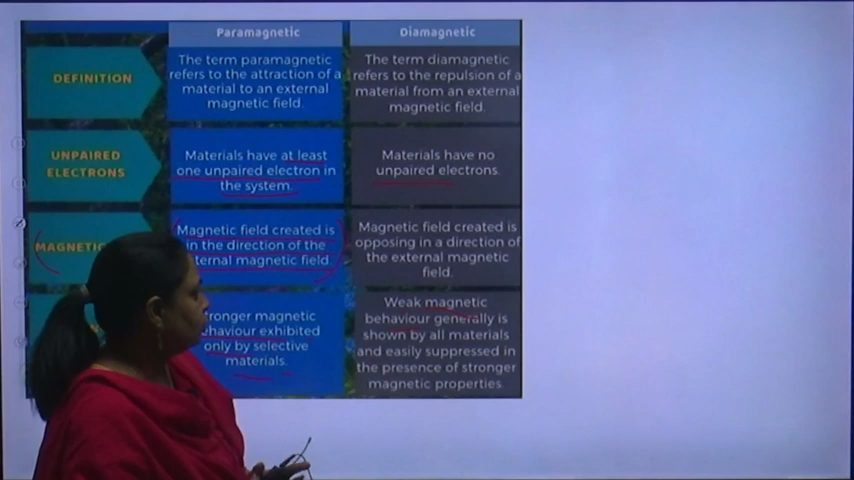 Paramagnetic
Diamagnetic
DEFINITION
The term paramagnetic
refers to the attraction of a
material to an external
magnetic field.
The term diamagnetic
refers to the repulsion of a
material from an external
magnetic field.
UNPAIRED
ELECTRONS
Materials have at least
one unpaired electron in
the system.
Materials have no
unpaired electrons.
MAGNETIC
Magnetic field created is
in the direction of the
magnetic field.
Magnetic field created is
opposing in a direction of
the external magnetic
field.
magnetic
exhibited
only by selective
materials.
Weak magnetic
behaviour generally is
shown by all materials
and easily suppressed in
the presence of stronger
magnetic properties